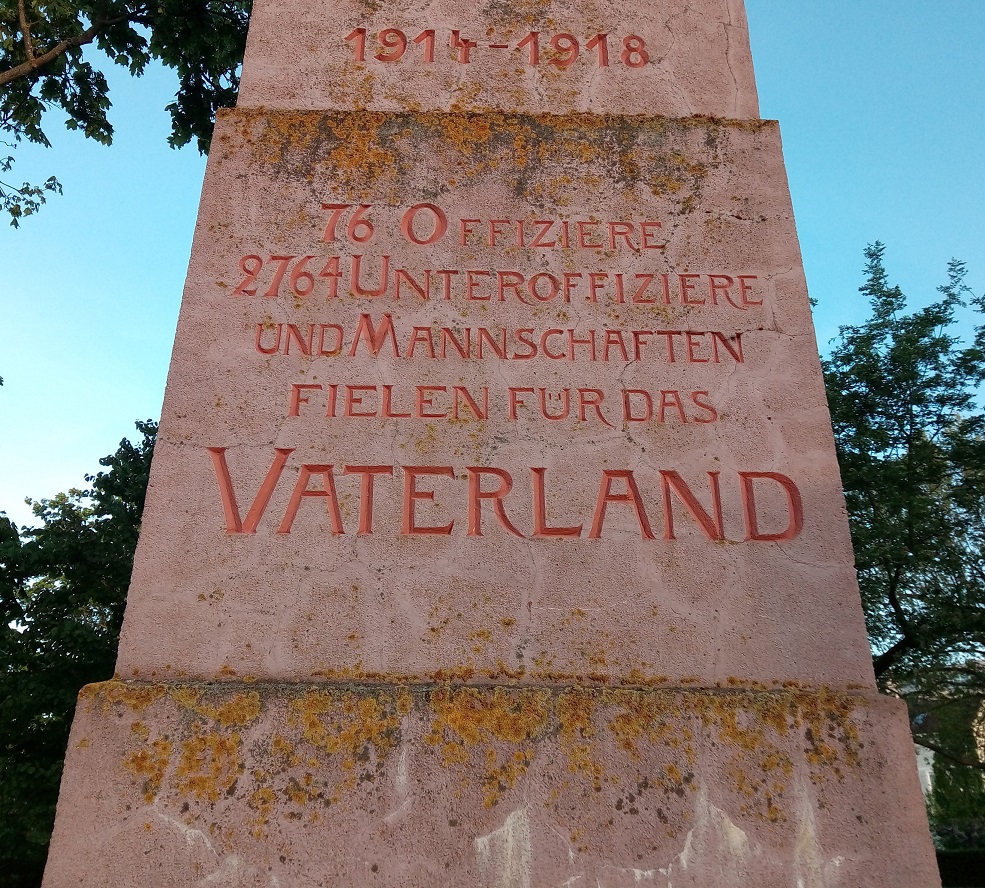 1914-1918
76 OFFIZIERE
2764 UNTEROFFIZIERE
UND MANNSCHAFTEN
FIELEN FÜR DAS
VATERLAND